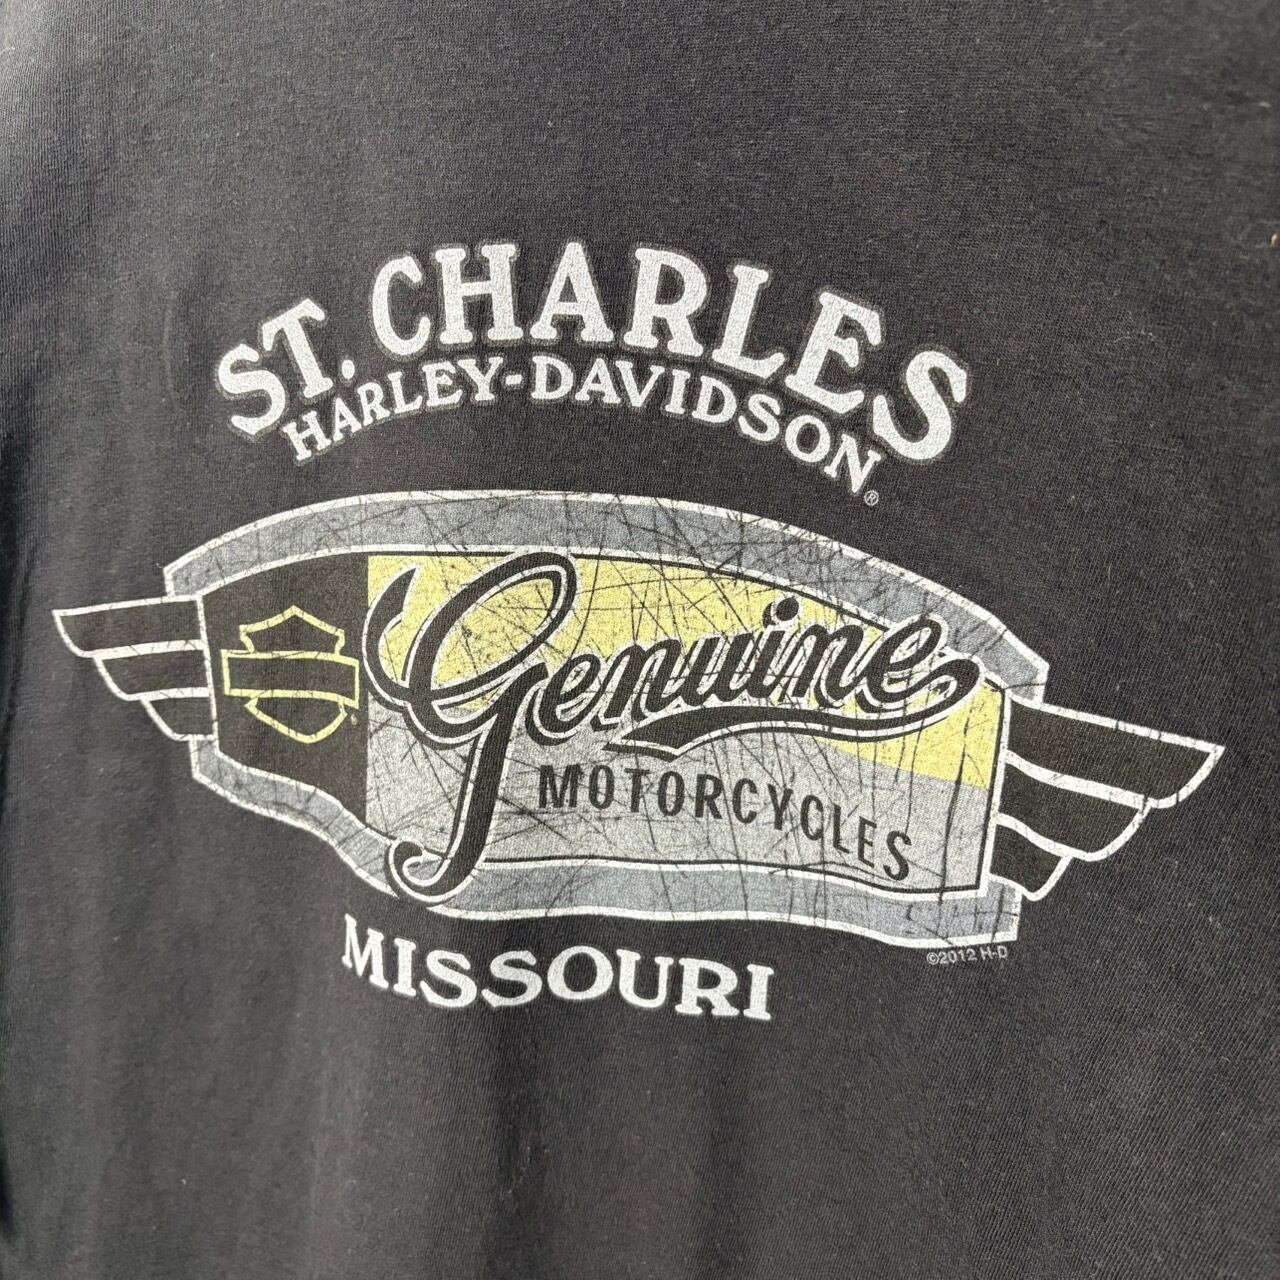 ST. CHARLES
HARLEY-DAVIDSON®
Genuine
MOTORCYCLES
©2012 H-D
MISSOURI